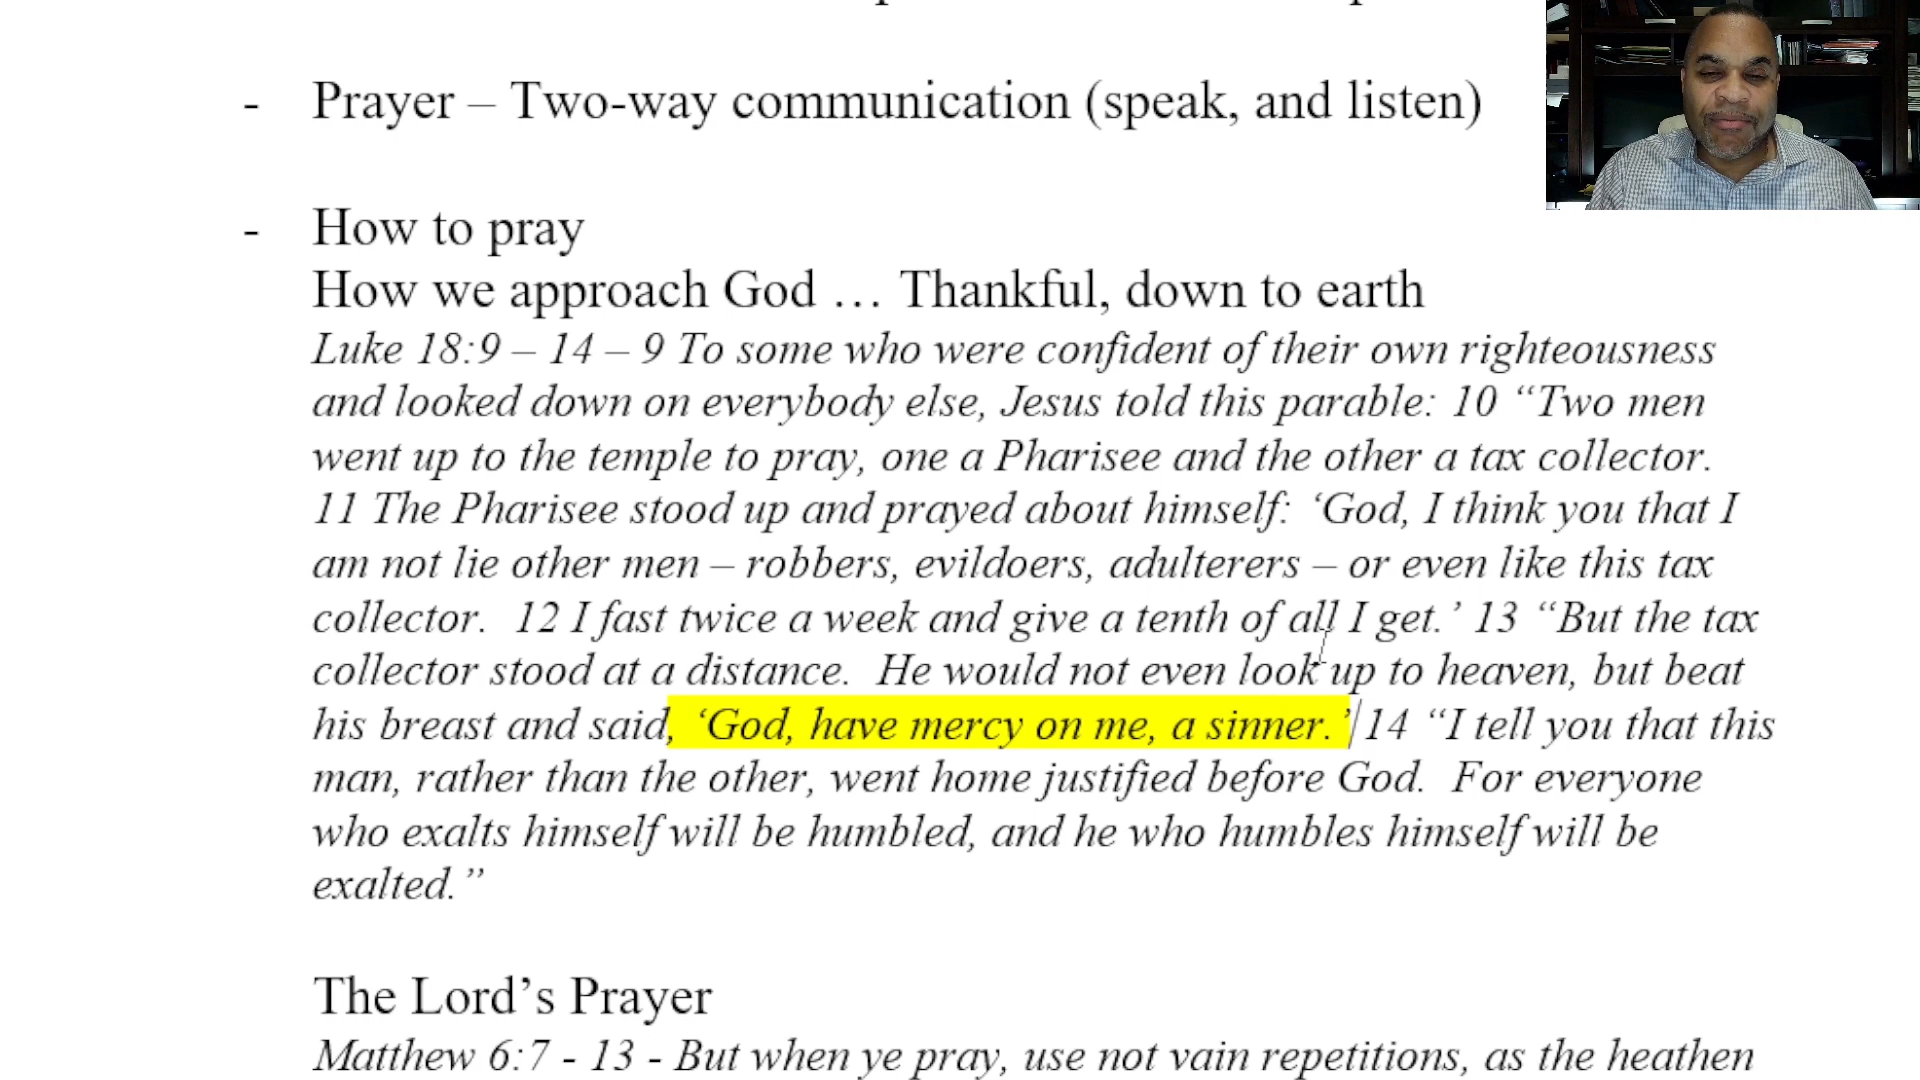 - Prayer – Two-way communication (speak, and listen)
- How to pray
How we approach God … Thankful, down to earth
Luke 18:9 – 14 – 9 To some who were confident of their own righteousness
and looked down on everybody else, Jesus told this parable: 10 “Two men
went up to the temple to pray, one a Pharisee and the other a tax collector.
11 The Pharisee stood up and prayed about himself: ‘God, I think you that I
am not lie other men – robbers, evildoers, adulterers – or even like this tax
collector.  12 I fast twice a week and give a tenth of all I get.’ 13 “But the tax
collector stood at a distance.  He would not even look up to heaven, but beat
his breast and said, ‘God, have mercy on me, a sinner.’ 14 “I tell you that this
man, rather than the other, went home justified before God.  For everyone
who exalts himself will be humbled, and he who humbles himself will be
exalted.”
The Lord’s Prayer
Matthew 6:7 - 13 - But when ye pray, use not vain repetitions, as the heathen